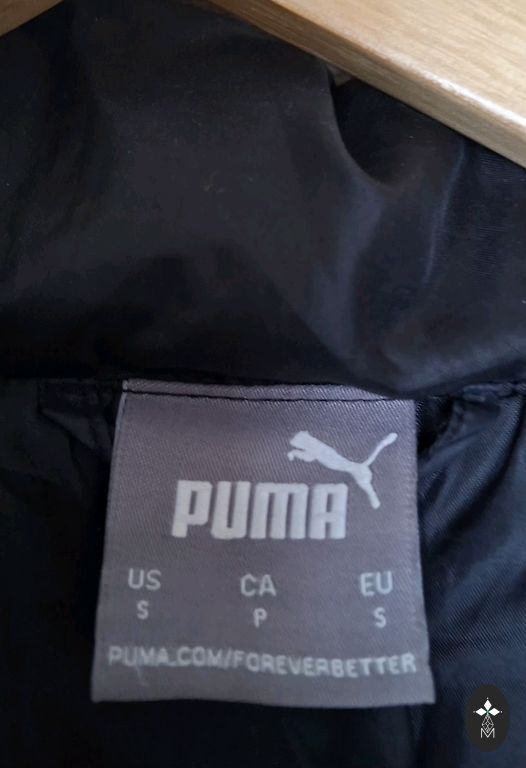 PUMA
US CA EU
S P S
PUMA.COM/FOREVERBETTER
M